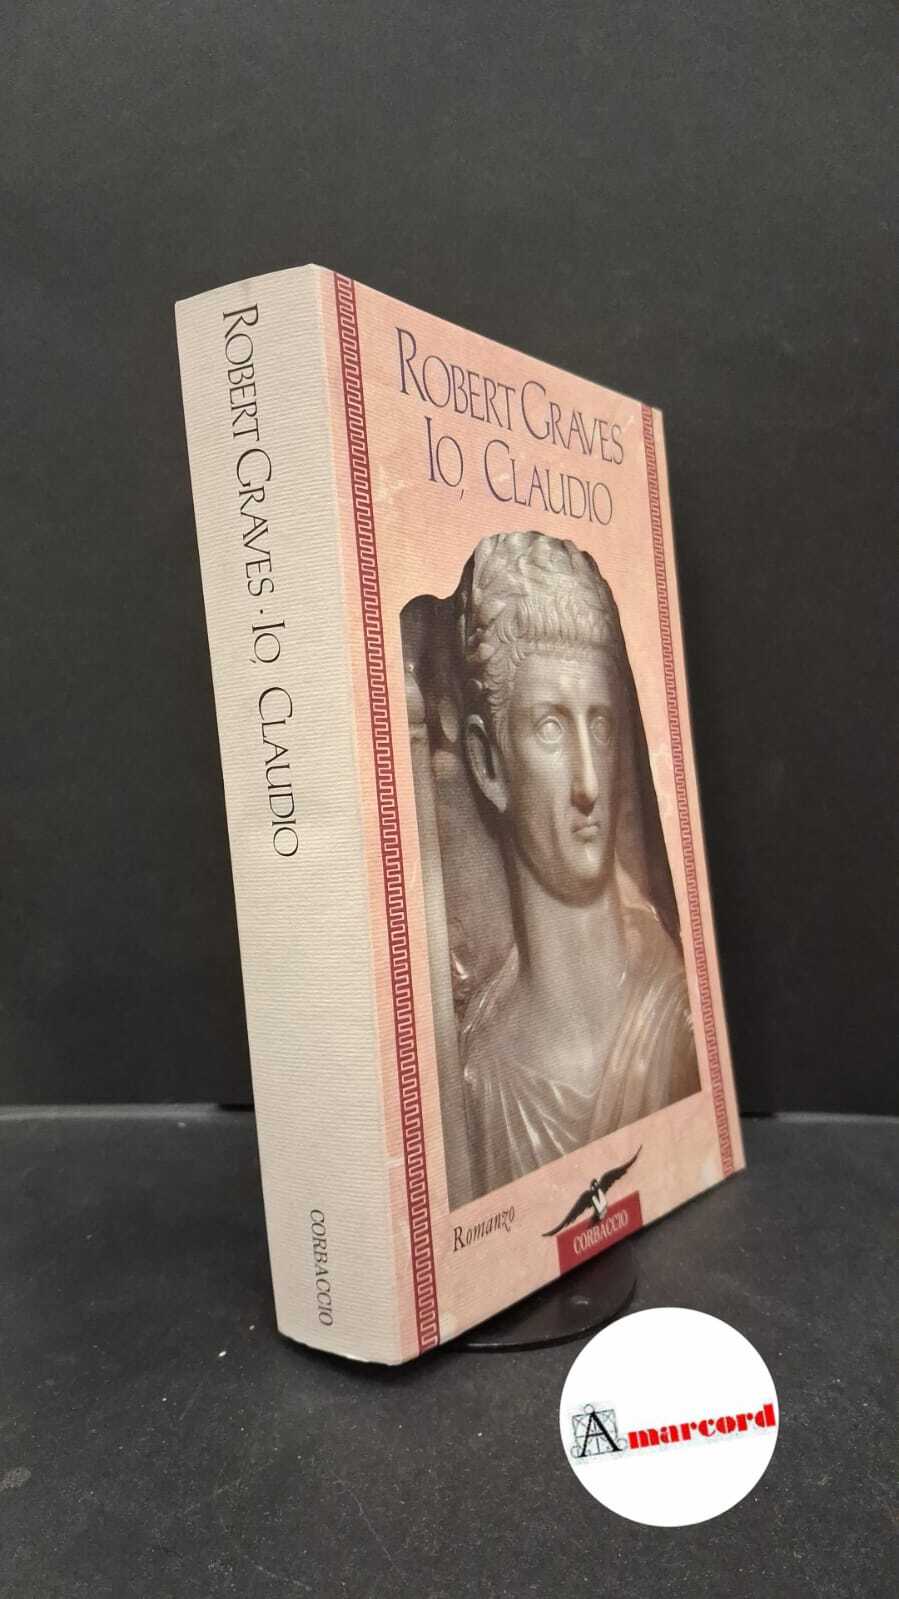 ROBERT GRAVES · IO, CLAUDIO
CORBACCIO
ROBERT GRAVES
IO, CLAUDIO
Romanzo
CORBACCIO
Amarcord